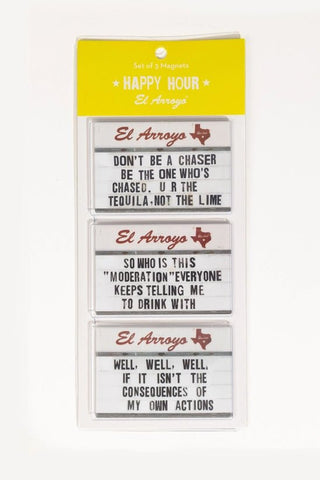 Set of 3 Magnets
HAPPY HOUR
El Arroyo
El Arroyo
DON'T BE A CHASER
BE THE ONE WHO'S
CHASED. U R THE
TEQUILA, NOT THE LIME
El Arroyo
SO WHO IS THIS
"MODERATION" EVERYONE
KEEPS TELLING ME
TO DRINK WITH
El Arroyo
WELL, WELL, WELL,
IF IT ISN'T THE
CONSEQUENCES OF
MY OWN ACTIONS